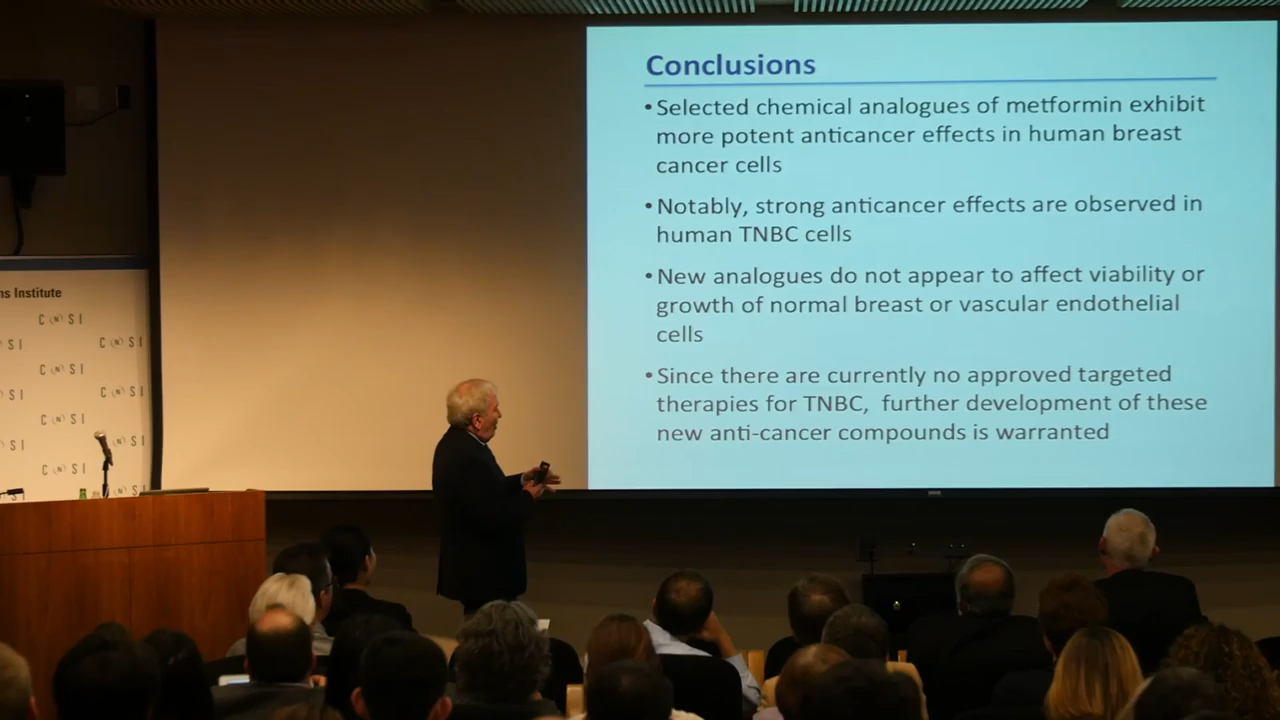 Conclusions
• Selected chemical analogues of metformin exhibit
more potent anticancer effects in human breast
cancer cells
• Notably, strong anticancer effects are observed in
human TNBC cells
• New analogues do not appear to affect viability or
growth of normal breast or vascular endothelial
cells
• Since there are currently no approved targeted
therapies for TNBC, further development of these
new anti-cancer compounds is warranted
ns Institute
C (N) S I
S I C (N) S I
C (N) S I
S I C (N) S I
C (N) S I
S I (N) S I
C (N) S I
S I (N) S I